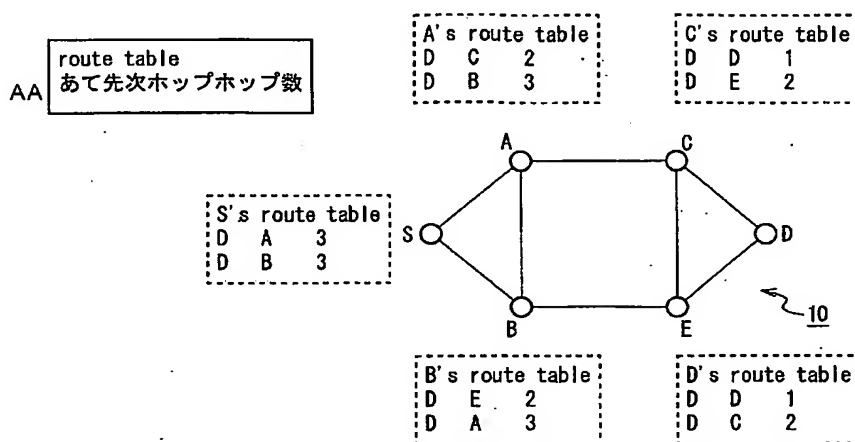 AA
route table
あて先次ホップホップ数
A's route table
D C 2
D B 3
C's route table
D D 1
D E 2
S's route table
D A 3
D B 3
A
C
S
D
B
E
10
B's route table
D E 2
D A 3
D's route table
D D 1
D C 2